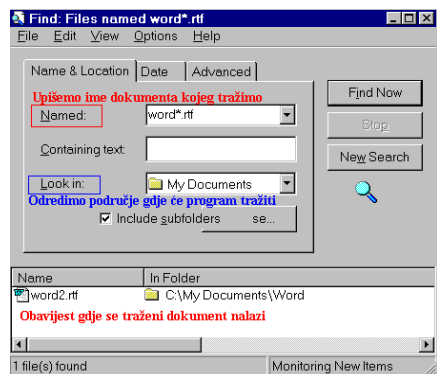 Find: Files named word*.rtf
File Edit View Options Help
Name & Location Date Advanced
Upišemo ime dokumenta kojeg tražimo
Named: word*.rtf
Find Now
Stop
Containing text:
New Search
Look in: My Documents
Odredimo područje gdje će program tražiti
Include subfolders se...
Name In Folder
word2.rtf C:\My Documents\Word
Obavijest gdje se traženi dokument nalazi
1 file(s) found Monitoring New Items